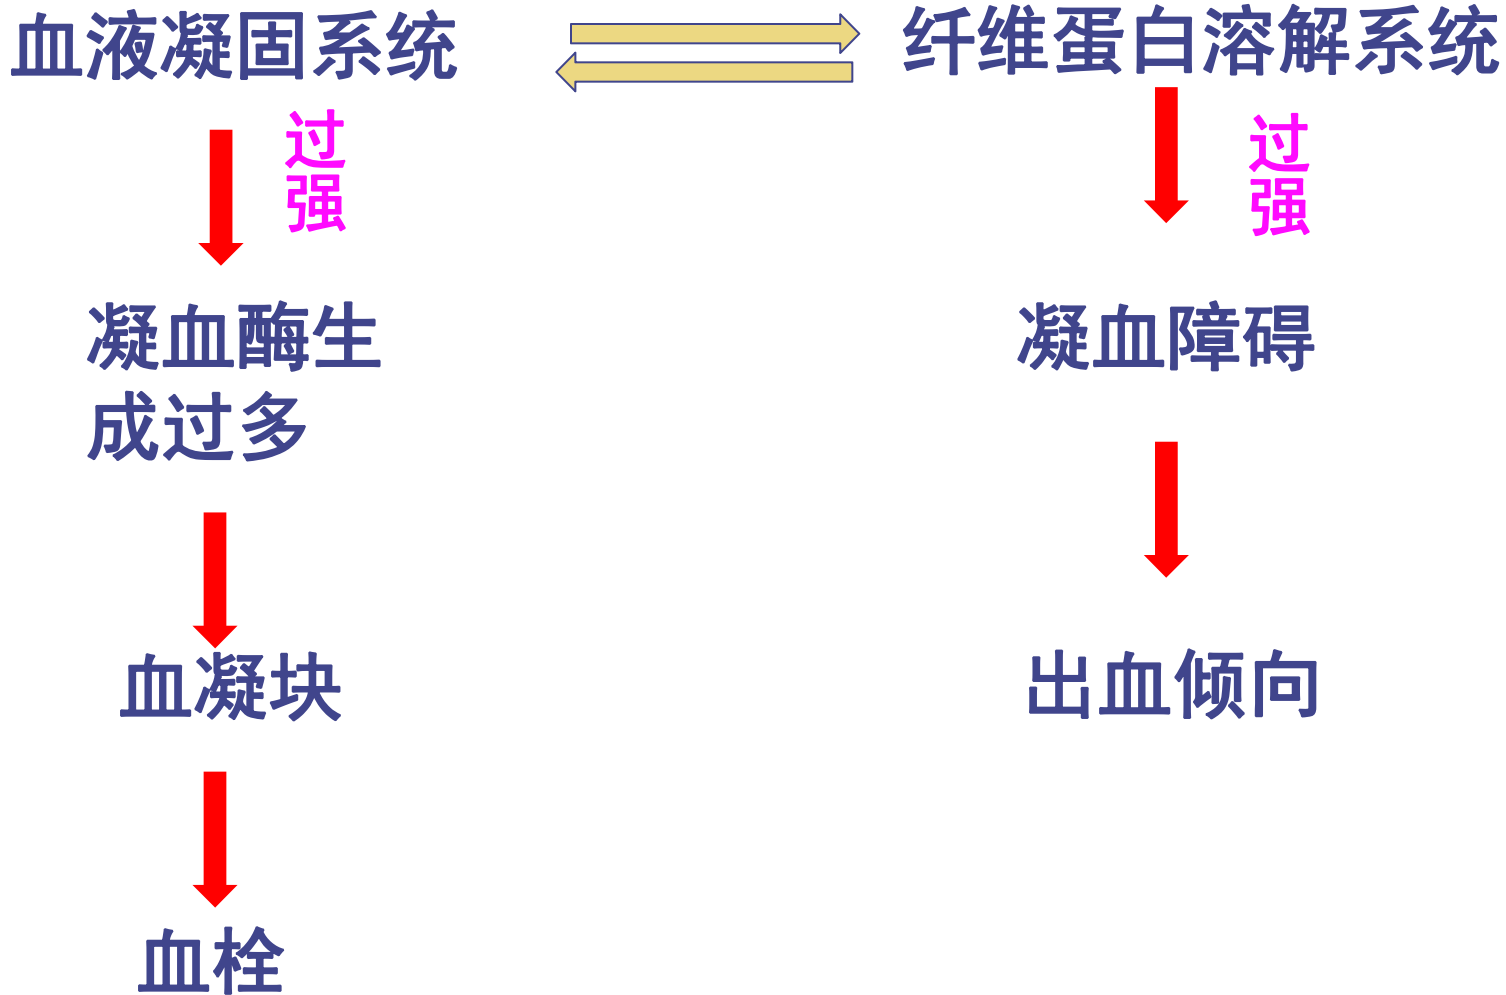 血液凝固系统
纤维蛋白溶解系统
过
强
过
强
凝血酶生
成过多
凝血障碍
血凝块
出血倾向
血栓